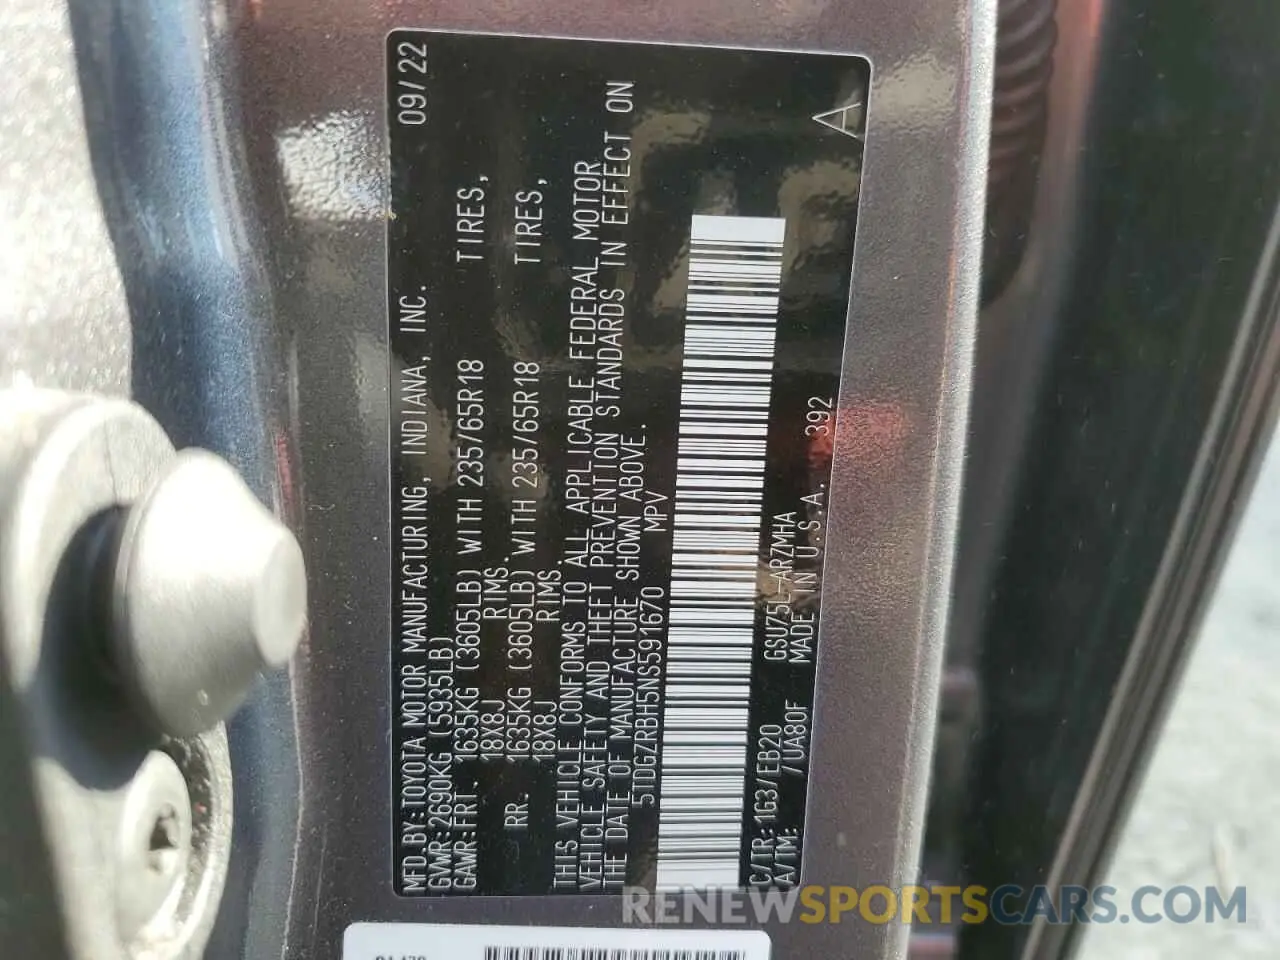 MFD.BY:TOYOTA MOTOR MANUFACTURING, INDIANA, INC. 09/22
GVWR:2690KG (5935LB)
GAWR:FRT. 1635KG (3605LB) WITH 235/65R18 TIRES,
18X8J RIMS.
RR. 1635KG (3605LB) WITH 235/65R18 TIRES,
18X8J RIMS.
THIS VEHICLE CONFORMS TO ALL APPLICABLE FEDERAL MOTOR
VEHICLE SAFETY AND THEFT PREVENTION STANDARDS IN EFFECT ON
THE DATE OF MANUFACTURE SHOWN ABOVE.
5TDGZRBH5NS591670 MPV
C/TR:1G3/EB20 GSU75L-ARZMHA
A/TM: /UA80F MADE IN U.S.A. 392
A
RENEWSPORTSCARS.COM